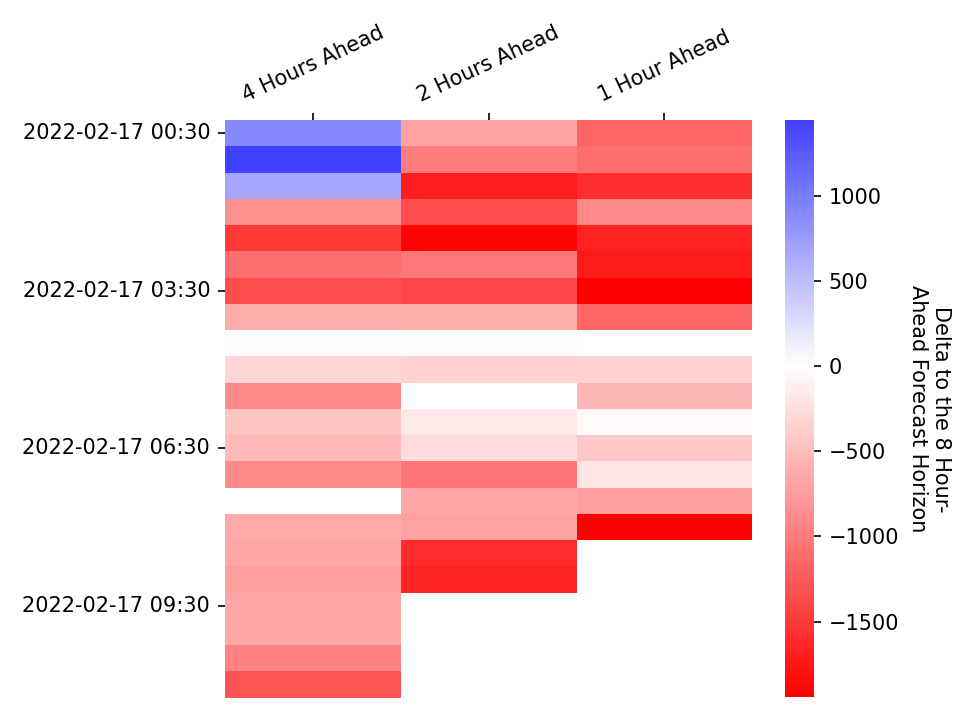 4 Hours Ahead
2 Hours Ahead
1 Hour Ahead
2022-02-17 00:30
2022-02-17 03:30
2022-02-17 06:30
2022-02-17 09:30
1000
500
0
−500
−1000
−1500
Delta to the 8 Hour-
Ahead Forecast Horizon